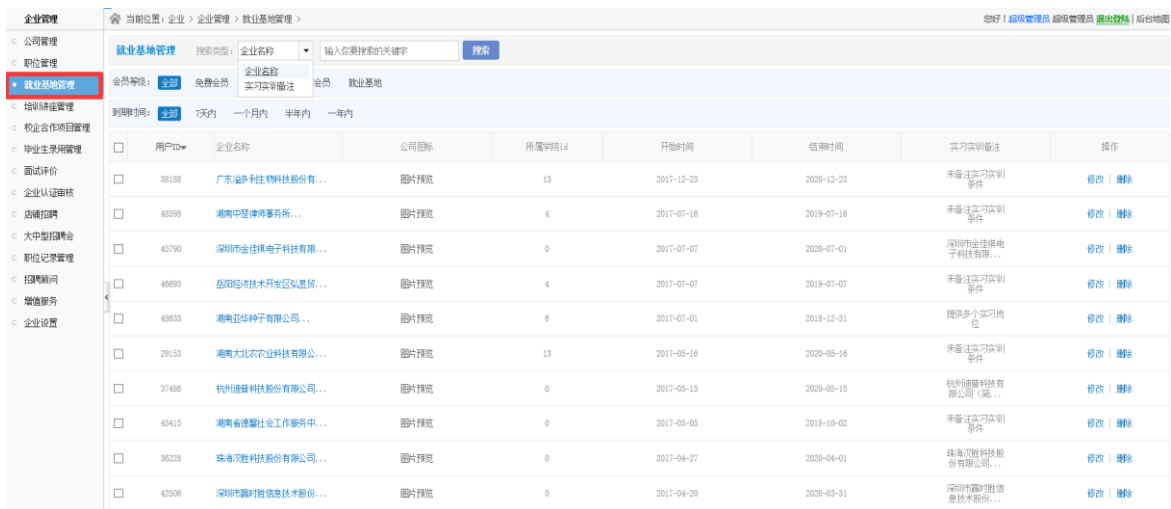 企业管理
当前位置：企业 > 企业管理 > 就业基地管理 >
您好！超级管理员 超级管理员 退出登陆 | 后台地图
公司管理
职位管理
就业基地管理
培训讲座管理
校企合作项目管理
毕业生录用管理
面试评价
企业认证审核
店铺招聘
大中型招聘会
职位记录管理
招聘顾问
增值服务
企业设置
就业基地管理 搜索类型： 企业名称 输入你要搜索的关键字 搜索
企业名称
实习实训备注
会员等级： 全部 免费会员 会员 就业基地
到期时间： 全部 7天内 一个月内 半年内 一年内
用户ID 企业名称 公司图标 所属学院id 开始时间 结束时间 实习实训备注 操作
38198 广东溢多利生物科技股份有... 图片预览 13 2017-12-23 2020-12-23 未备注实习实训条件 修改 | 删除
48598 湖南中楚律师事务所... 图片预览 4 2017-07-16 2019-07-16 未备注实习实训条件 修改 | 删除
45790 深圳市金佳祺电子科技有限... 图片预览 0 2017-07-07 2020-07-01 深圳市金佳祺电子科技有限... 修改 | 删除
46693 岳阳经济技术开发区弘昱贸... 图片预览 4 2017-07-07 2019-07-07 未备注实习实训条件 修改 | 删除
48635 湖南亚华种子有限公司... 图片预览 6 2017-07-01 2018-12-31 提供多个实习岗位 修改 | 删除
29153 湖南大北农农业科技有限公... 图片预览 13 2017-05-16 2020-05-16 未备注实习实训条件 修改 | 删除
37486 杭州迪普科技股份有限公司... 图片预览 0 2017-05-15 2020-05-15 杭州迪普科技有限公司（简... 修改 | 删除
45415 湖南省德馨社会工作服务中... 图片预览 0 2017-05-05 2018-10-02 未备注实习实训条件 修改 | 删除
36228 珠海汉胜科技股份有限公司... 图片预览 0 2017-04-27 2020-04-01 珠海汉胜科技股份有限公司... 修改 | 删除
42506 深圳市赢时胜信息技术股份... 图片预览 0 2017-04-20 2020-03-31 深圳市赢时胜信息技术股份... 修改 | 删除